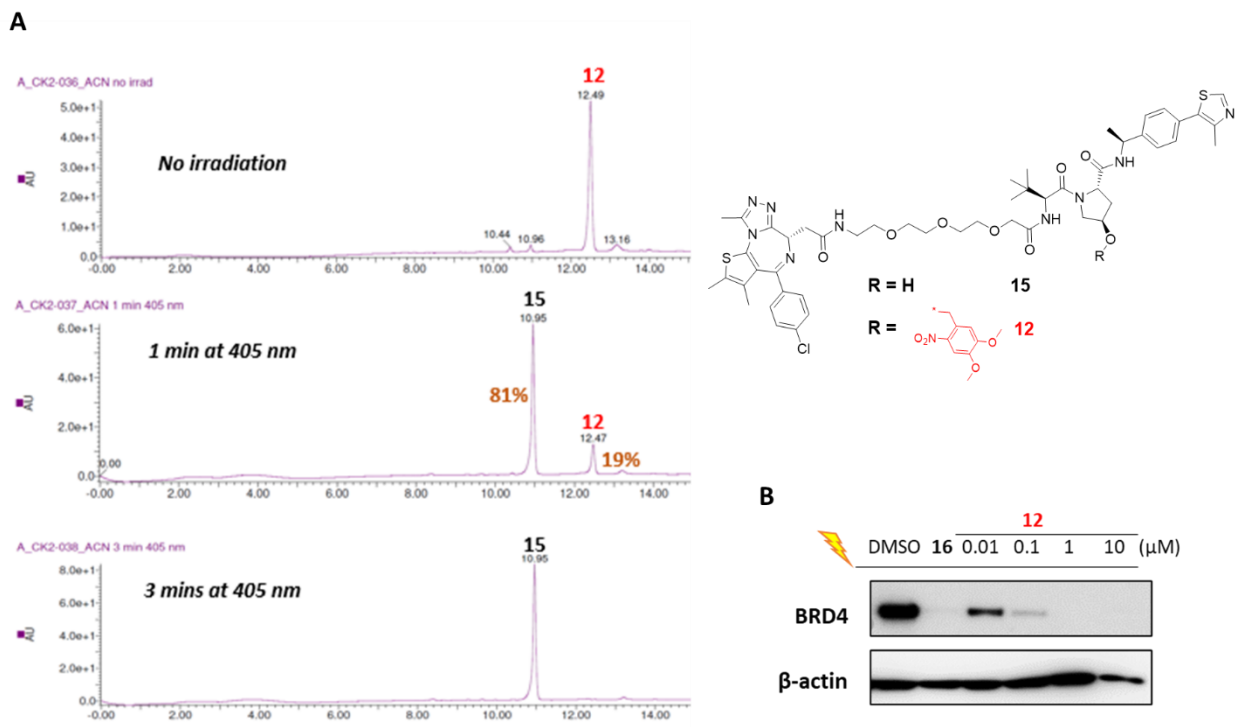 A
A_CK2-036_ACN no irrad
12
12.49
5.0e+1
4.0e+1
3.0e+1
2.0e+1
1.0e+1
0.0
AU
No irradiation
10.44
10.96
13.16
-0.00 2.00 4.00 6.00 8.00 10.00 12.00 14.00
A_CK2-037_ACN 1 min 405 nm
15
10.95
6.0e+1
4.0e+1
2.0e+1
0.0
AU
1 min at 405 nm
81%
12
12.47
19%
0.00
-0.00 2.00 4.00 6.00 8.00 10.00 12.00 14.00
A_CK2-038_ACN 3 min 405 nm
15
10.95
8.0e+1
6.0e+1
4.0e+1
2.0e+1
0.0
AU
3 mins at 405 nm
-0.00 2.00 4.00 6.00 8.00 10.00 12.00 14.00
S
N
O
HN
N N
N
S
N
O
H
N
O
O
O
O
N
H
O
N
O
R
Cl
R = H 15
R = 12
*
O₂N
O
O
B
12
DMSO 16 0.01 0.1 1 10 (μM)
BRD4
β-actin